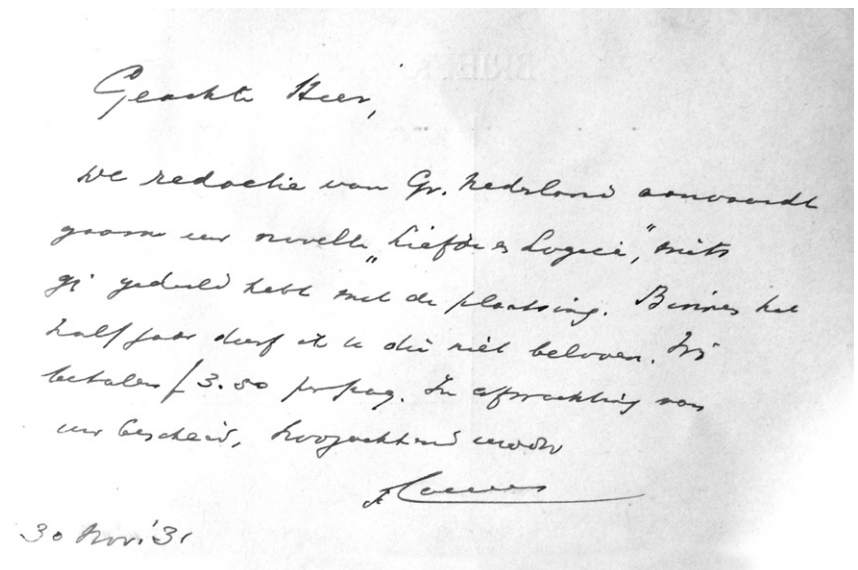 Geachte Heer,
De redactie van Gr. Nederland aanvaardt
gaarne uw novelle „Liefde en Logica”, mits
gij geduld hebt met de plaatsing. Binnen het
half jaar durf ik u die niet beloven. Wij
betalen f 3.50 per pag. In afwachting van
uw bescheid, hoogachtend
30 Nov. '31